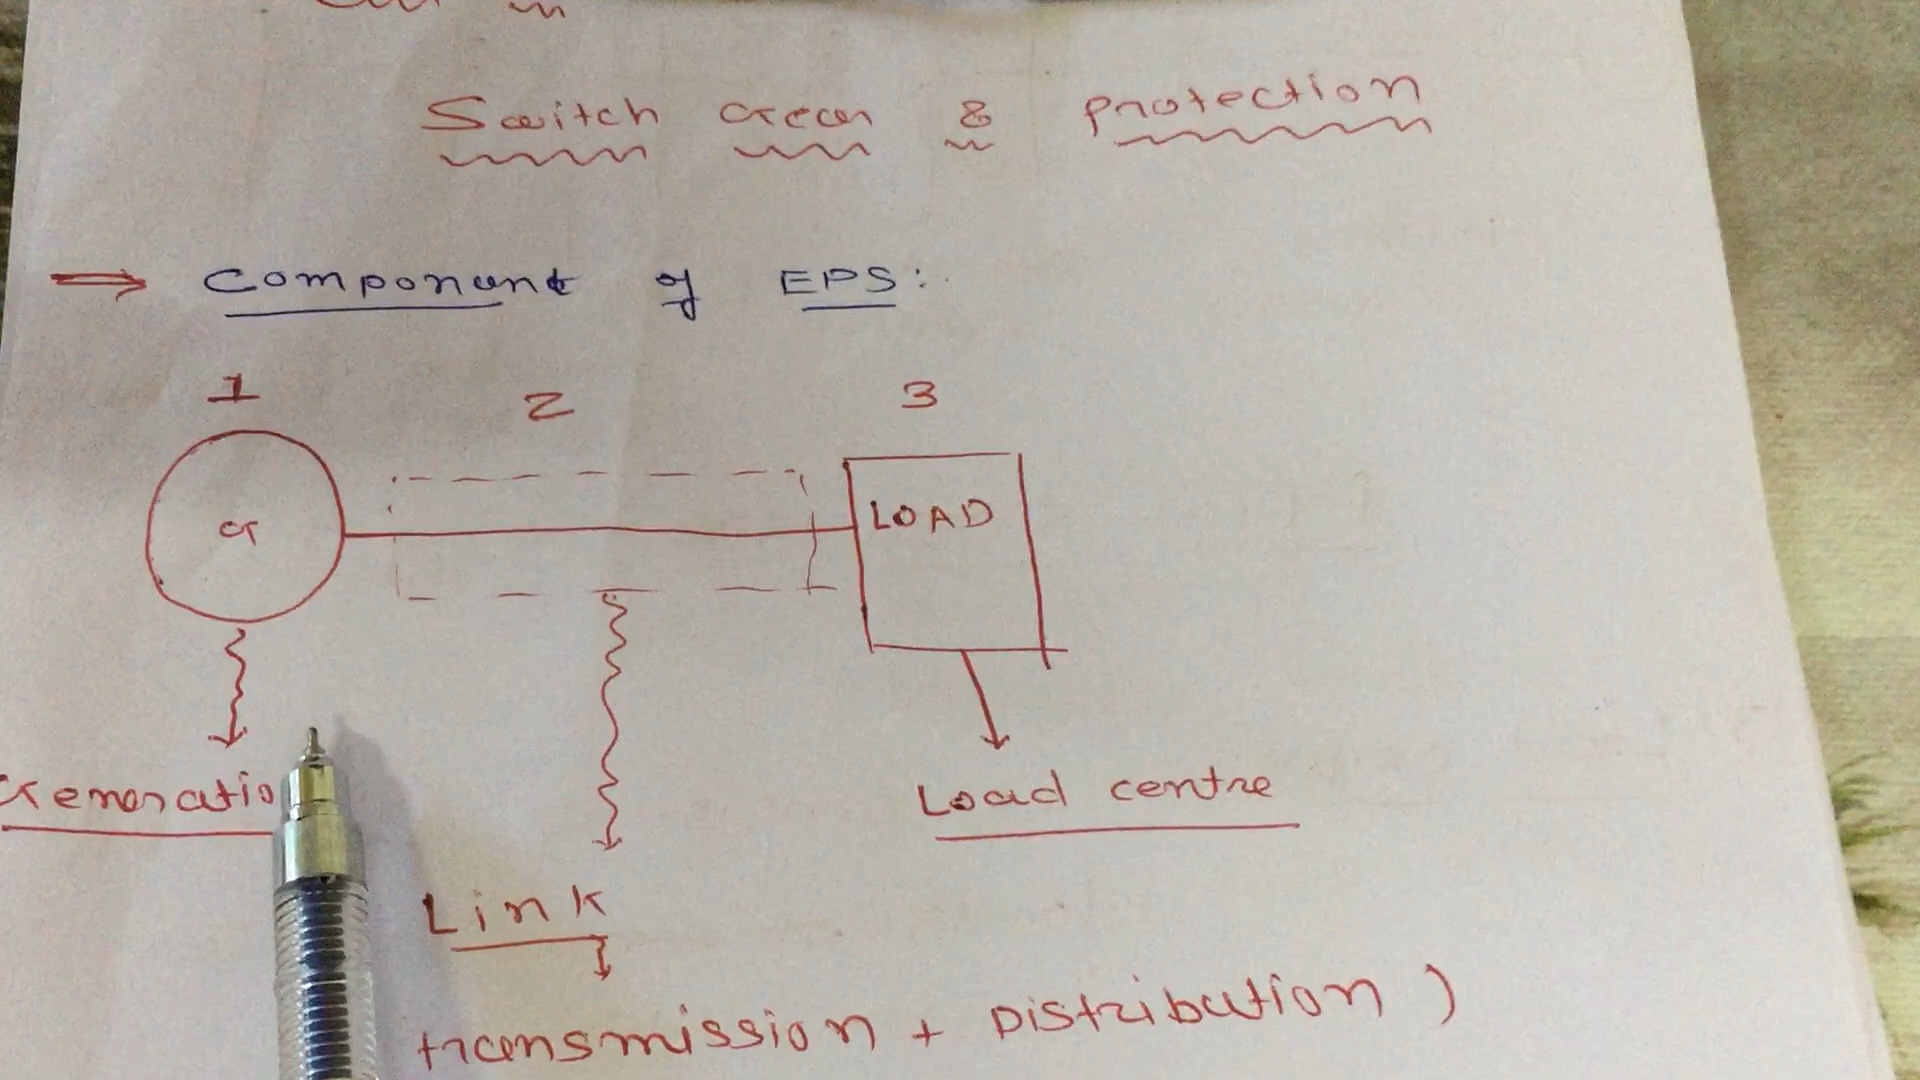 Switch Gear & Protection
⇒ Component of EPS:
1 2 3
G LOAD
Generatio
Load centre
Link
transmission + Distribution )